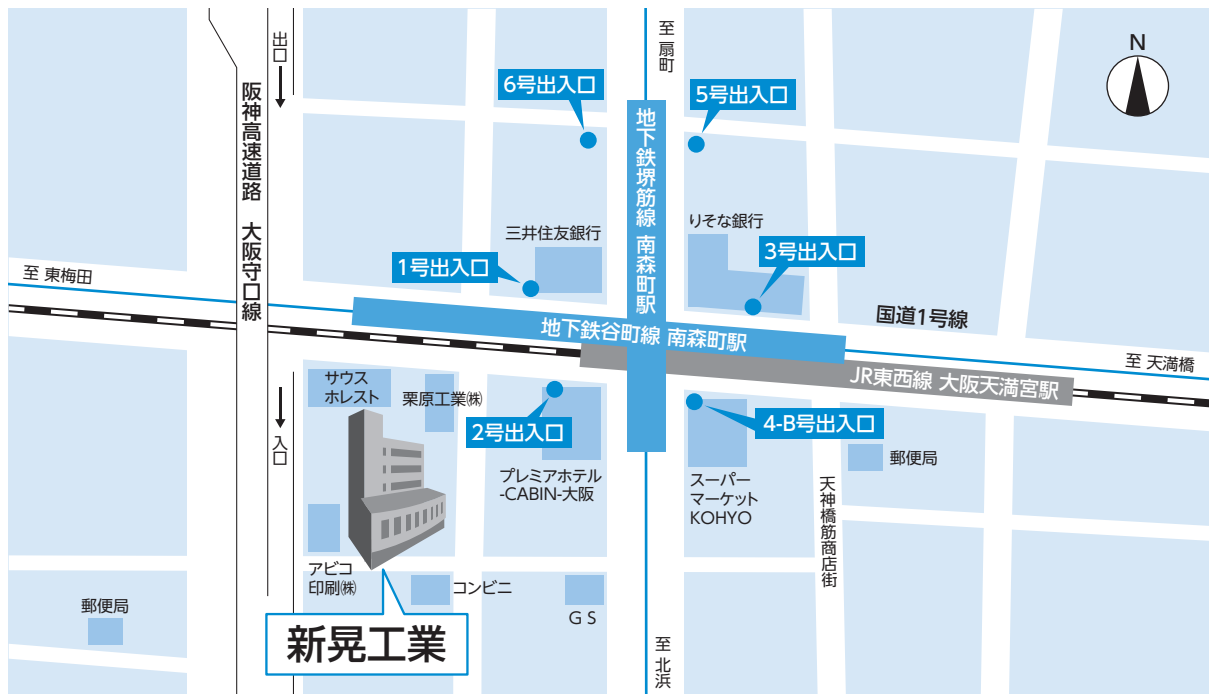 至 扇町
N
出口
6号出入口
5号出入口
阪神高速道路 大阪守口線
地下鉄堺筋線 南森町駅
三井住友銀行
りそな銀行
1号出入口
3号出入口
至 東梅田
国道1号線
地下鉄谷町線 南森町駅
至 天満橋
JR東西線 大阪天満宮駅
サウス
ホレスト
栗原工業㈱
2号出入口
4-B号出入口
入口
プレミアホテル
-CABIN-大阪
スーパー
マーケット
KOHYO
郵便局
天神橋筋商店街
アビコ
印刷㈱
コンビニ
GS
郵便局
新晃工業
至 北浜